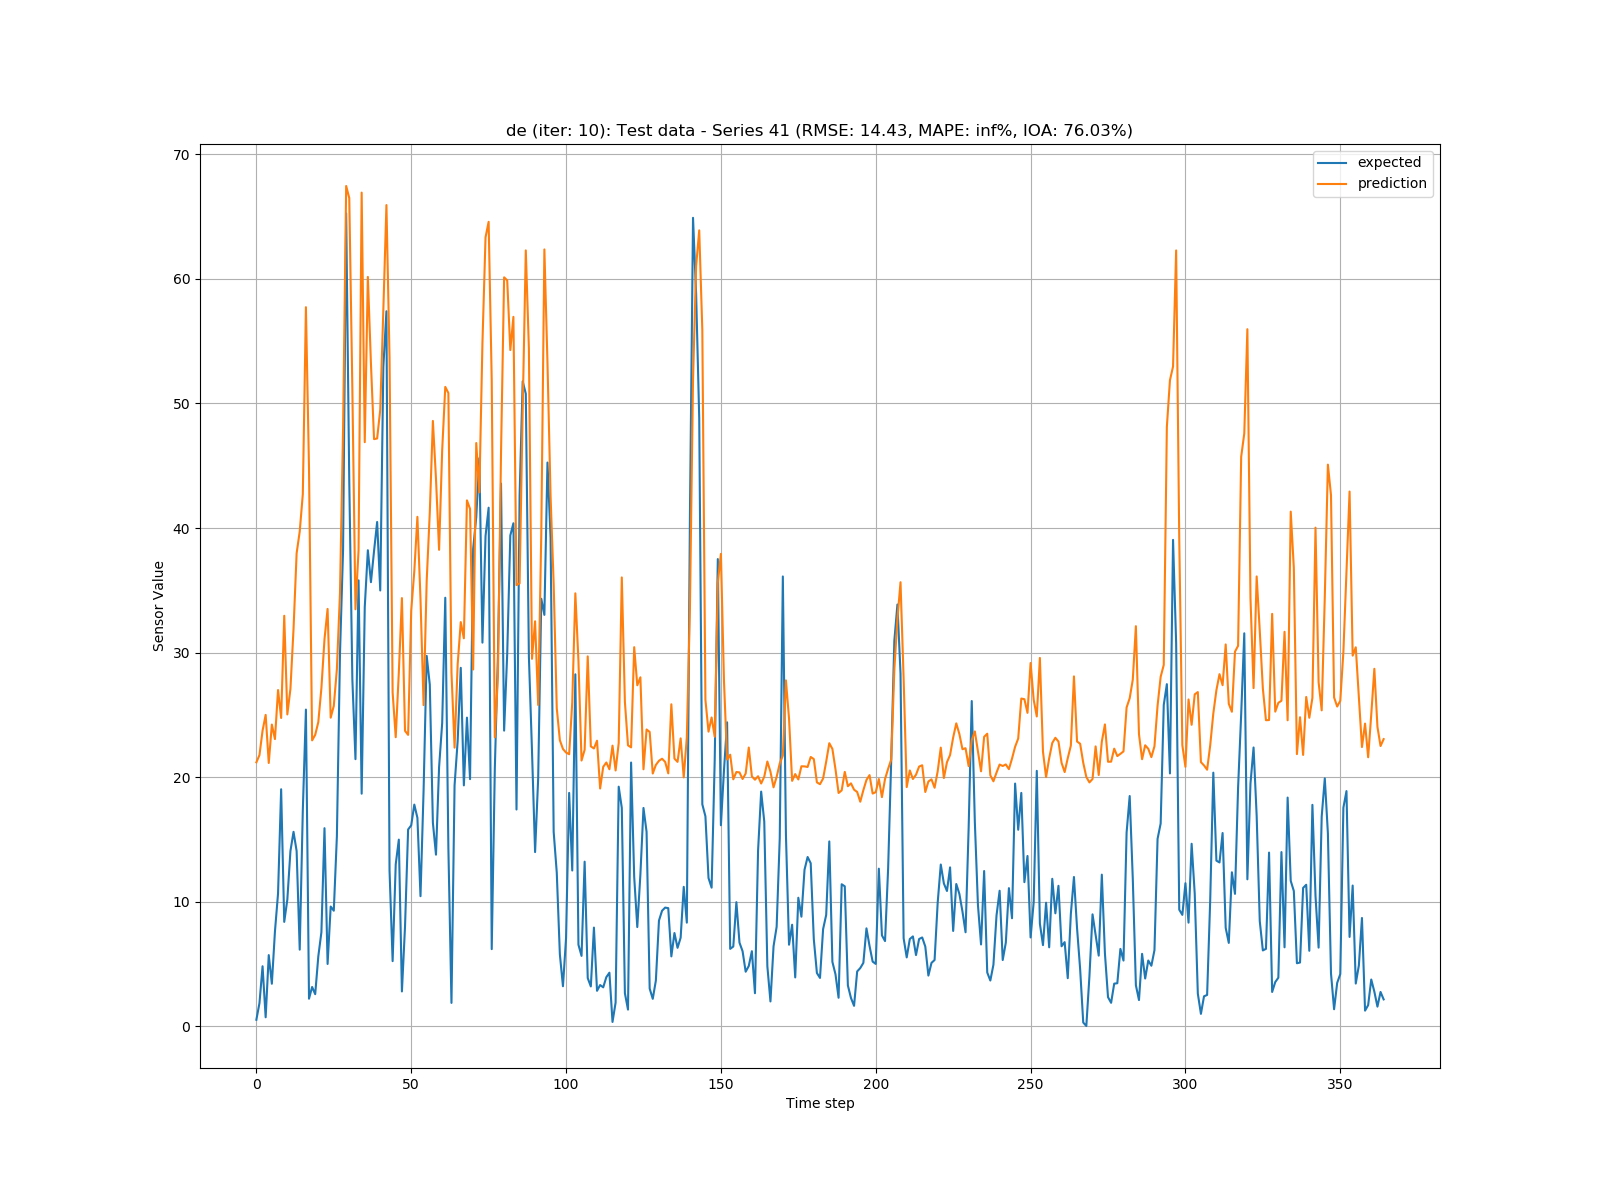 de (iter: 10): Test data - Series 41 (RMSE: 14.43, MAPE: inf%, IOA: 76.03%)
expected
prediction
70
60
50
40
30
20
10
0
Sensor Value
0 50 100 150 200 250 300 350
Time step